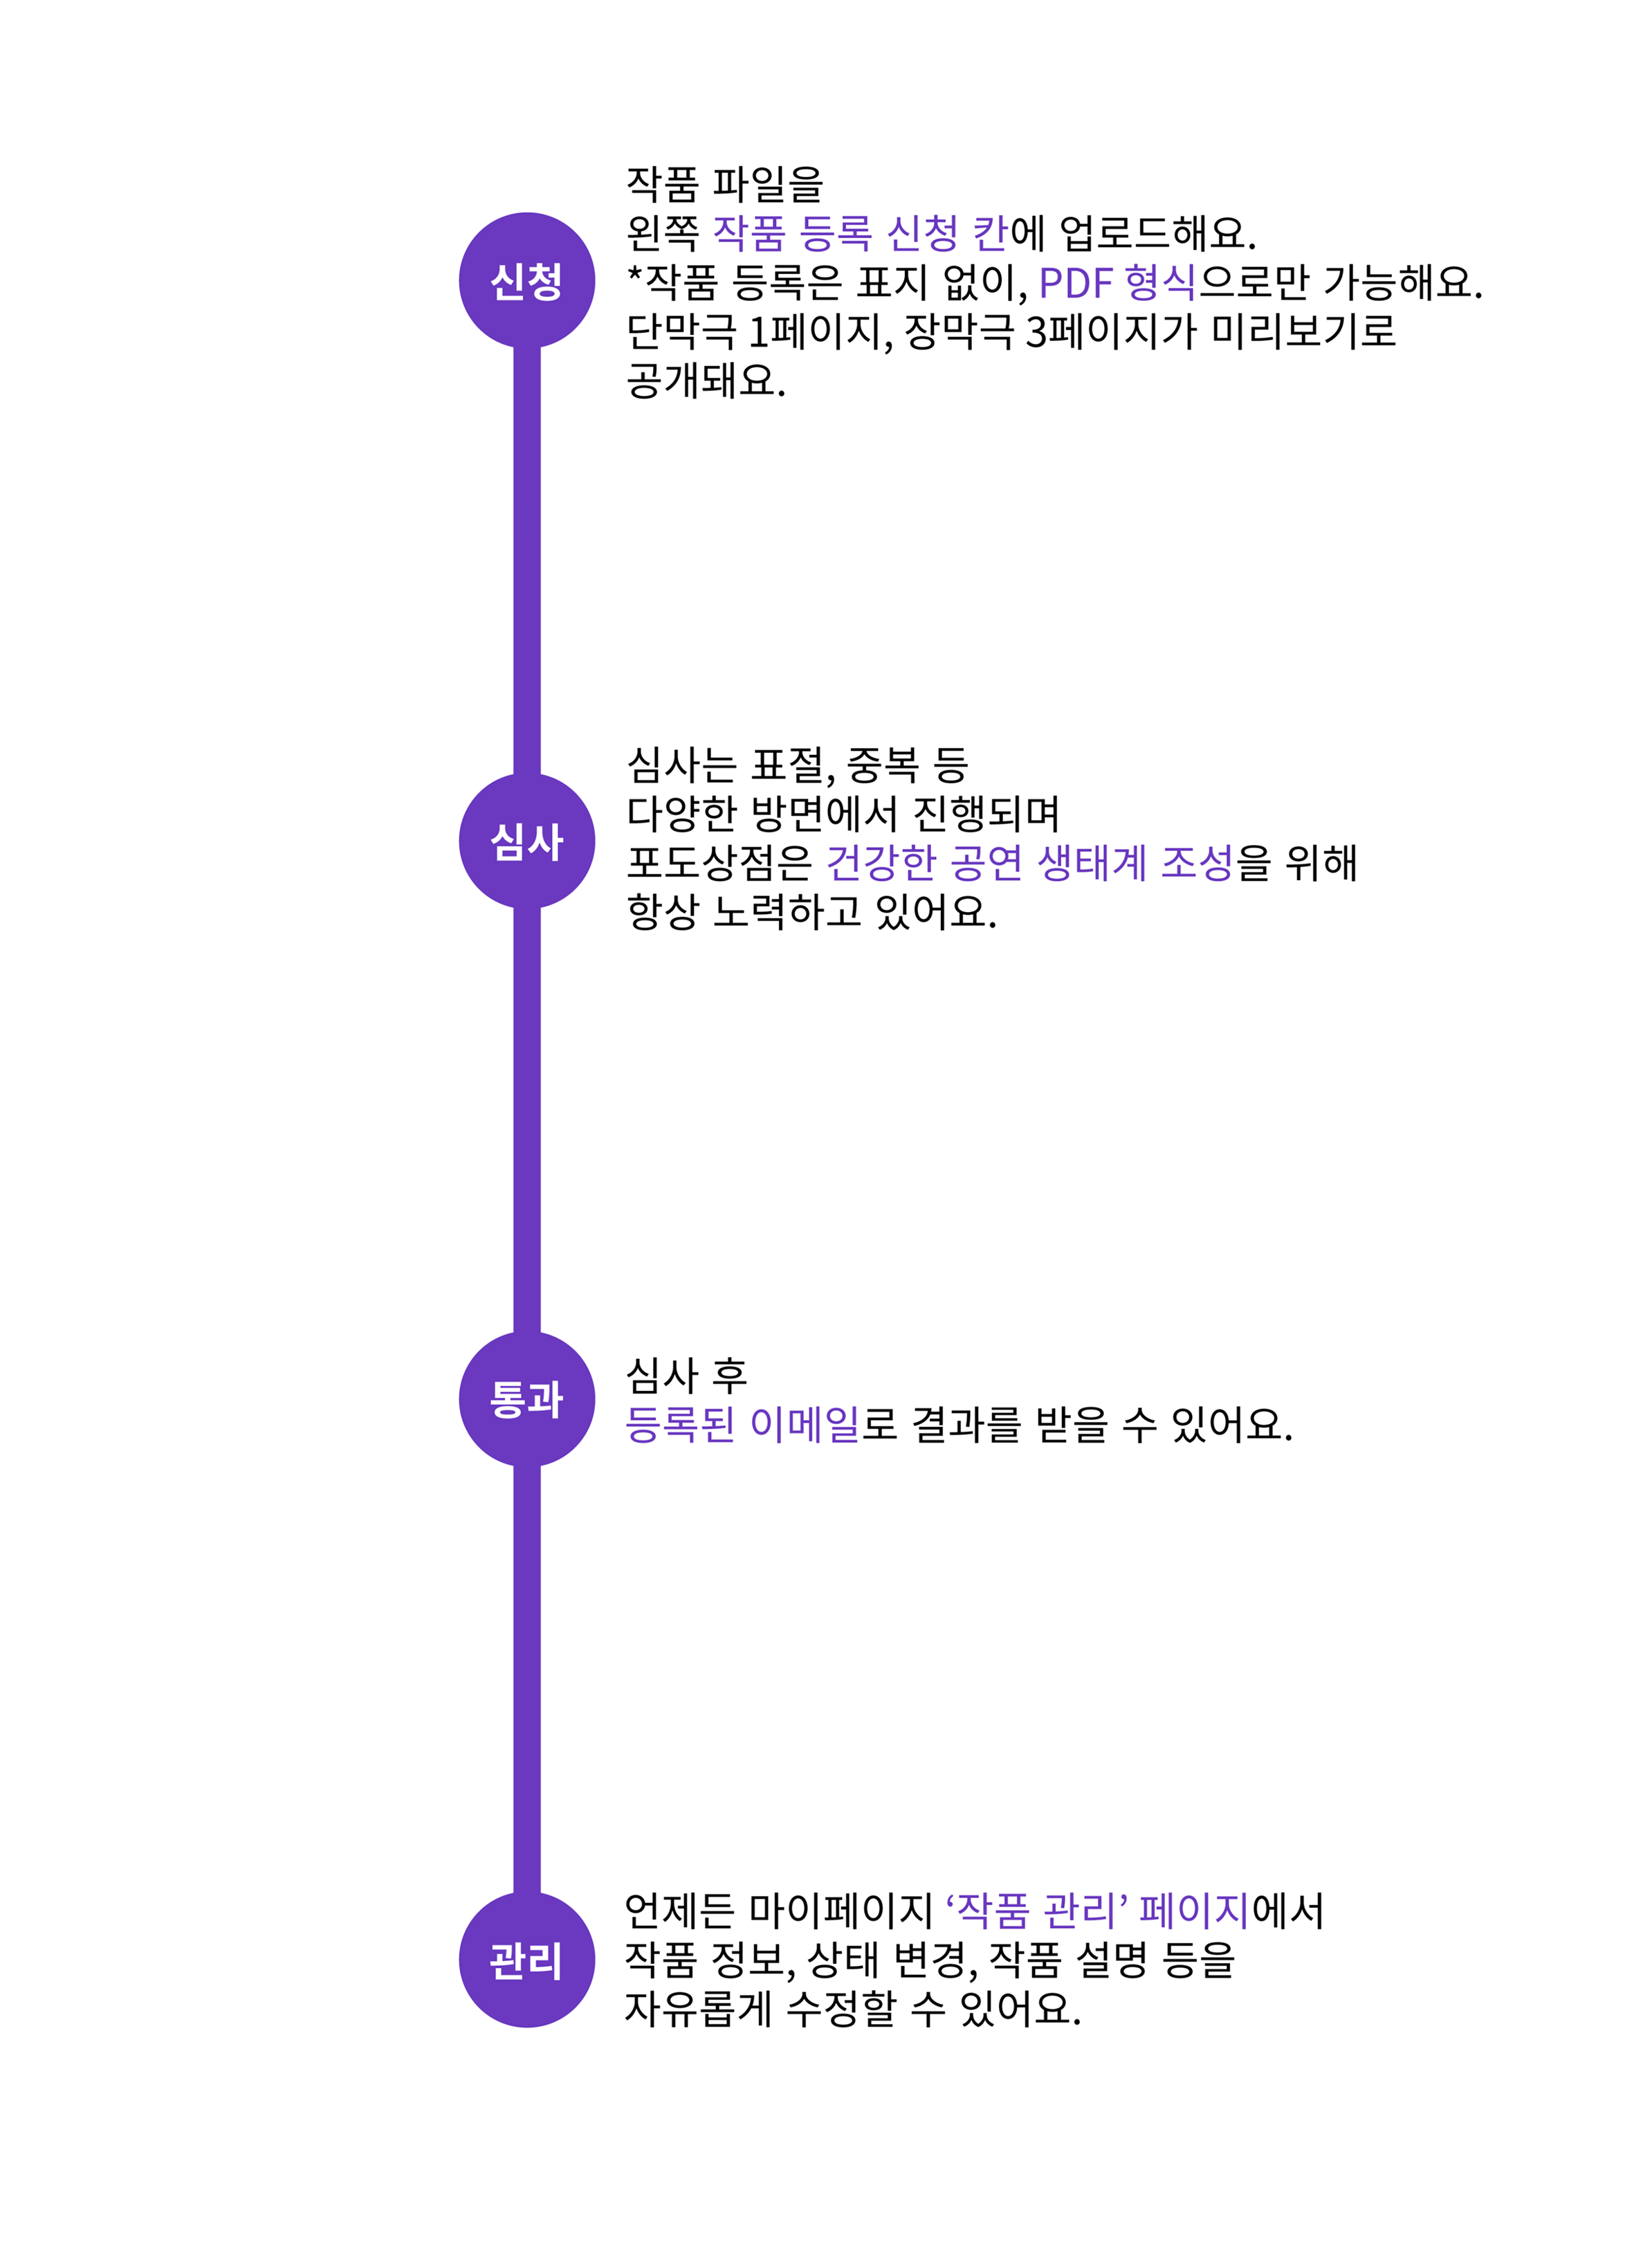 신청
작품 파일을
왼쪽 작품 등록 신청 칸에 업로드해요.
*작품 등록은 표지 없이, PDF 형식으로만 가능해요.
단막극 1페이지, 장막극 3페이지가 미리보기로
공개돼요.
심사
심사는 표절, 중복 등
다양한 방면에서 진행되며
포도상점은 건강한 공연 생태계 조성을 위해
항상 노력하고 있어요.
통과
심사 후
등록된 이메일로 결과를 받을 수 있어요.
관리
언제든 마이페이지 ‘작품 관리’ 페이지에서
작품 정보, 상태 변경, 작품 설명 등을
자유롭게 수정할 수 있어요.